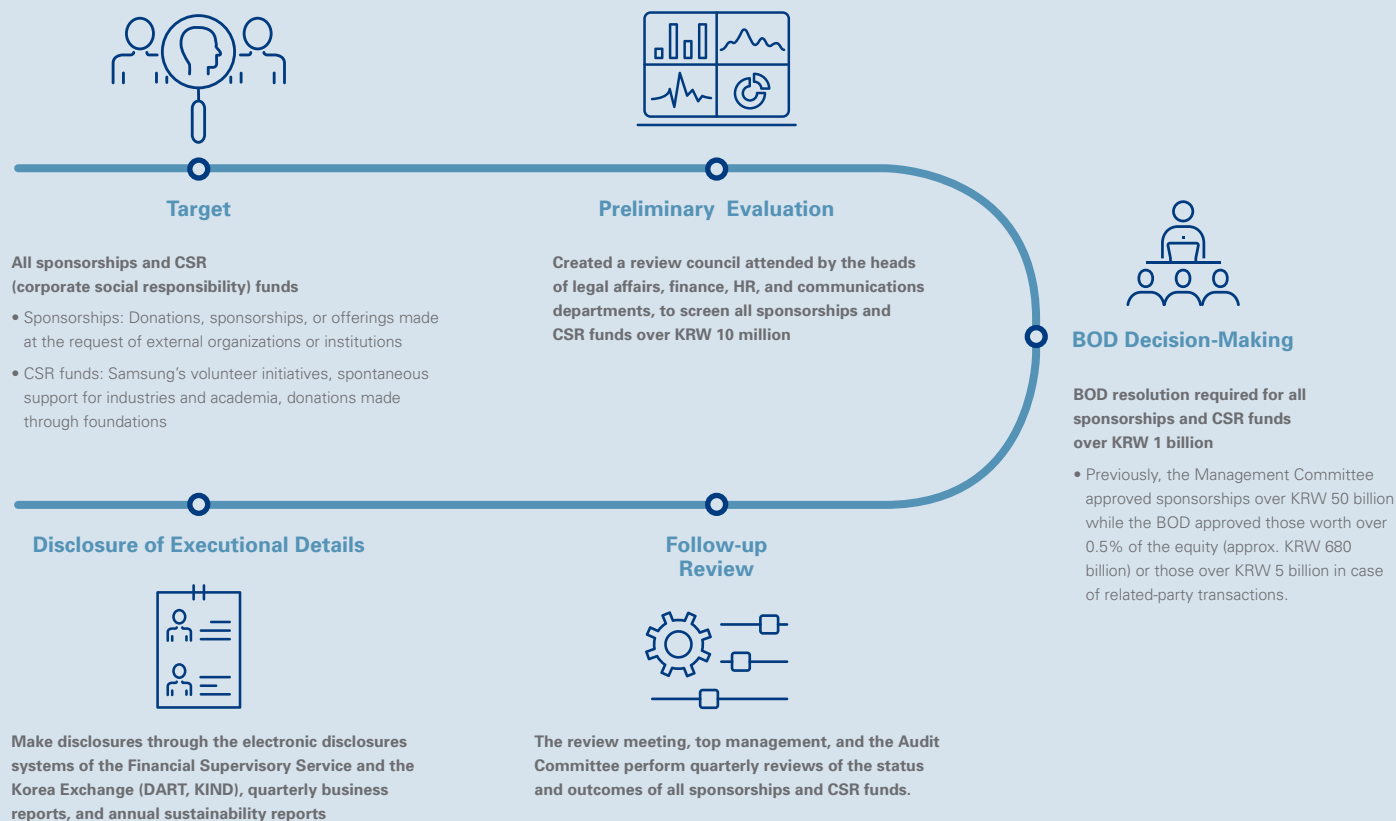 Target
All sponsorships and CSR
(corporate social responsibility) funds
• Sponsorships: Donations, sponsorships, or offerings made
at the request of external organizations or institutions
• CSR funds: Samsung's volunteer initiatives, spontaneous
support for industries and academia, donations made
through foundations
Preliminary Evaluation
Created a review council attended by the heads
of legal affairs, finance, HR, and communications
departments, to screen all sponsorships and
CSR funds over KRW 10 million
BOD Decision-Making
BOD resolution required for all
sponsorships and CSR funds
over KRW 1 billion
• Previously, the Management Committee
approved sponsorships over KRW 50 billion
while the BOD approved those worth over
0.5% of the equity (approx. KRW 680
billion) or those over KRW 5 billion in case
of related-party transactions.
Follow-up
Review
The review meeting, top management, and the Audit
Committee perform quarterly reviews of the status
and outcomes of all sponsorships and CSR funds.
Disclosure of Executional Details
Make disclosures through the electronic disclosures
systems of the Financial Supervisory Service and the
Korea Exchange (DART, KIND), quarterly business
reports, and annual sustainability reports